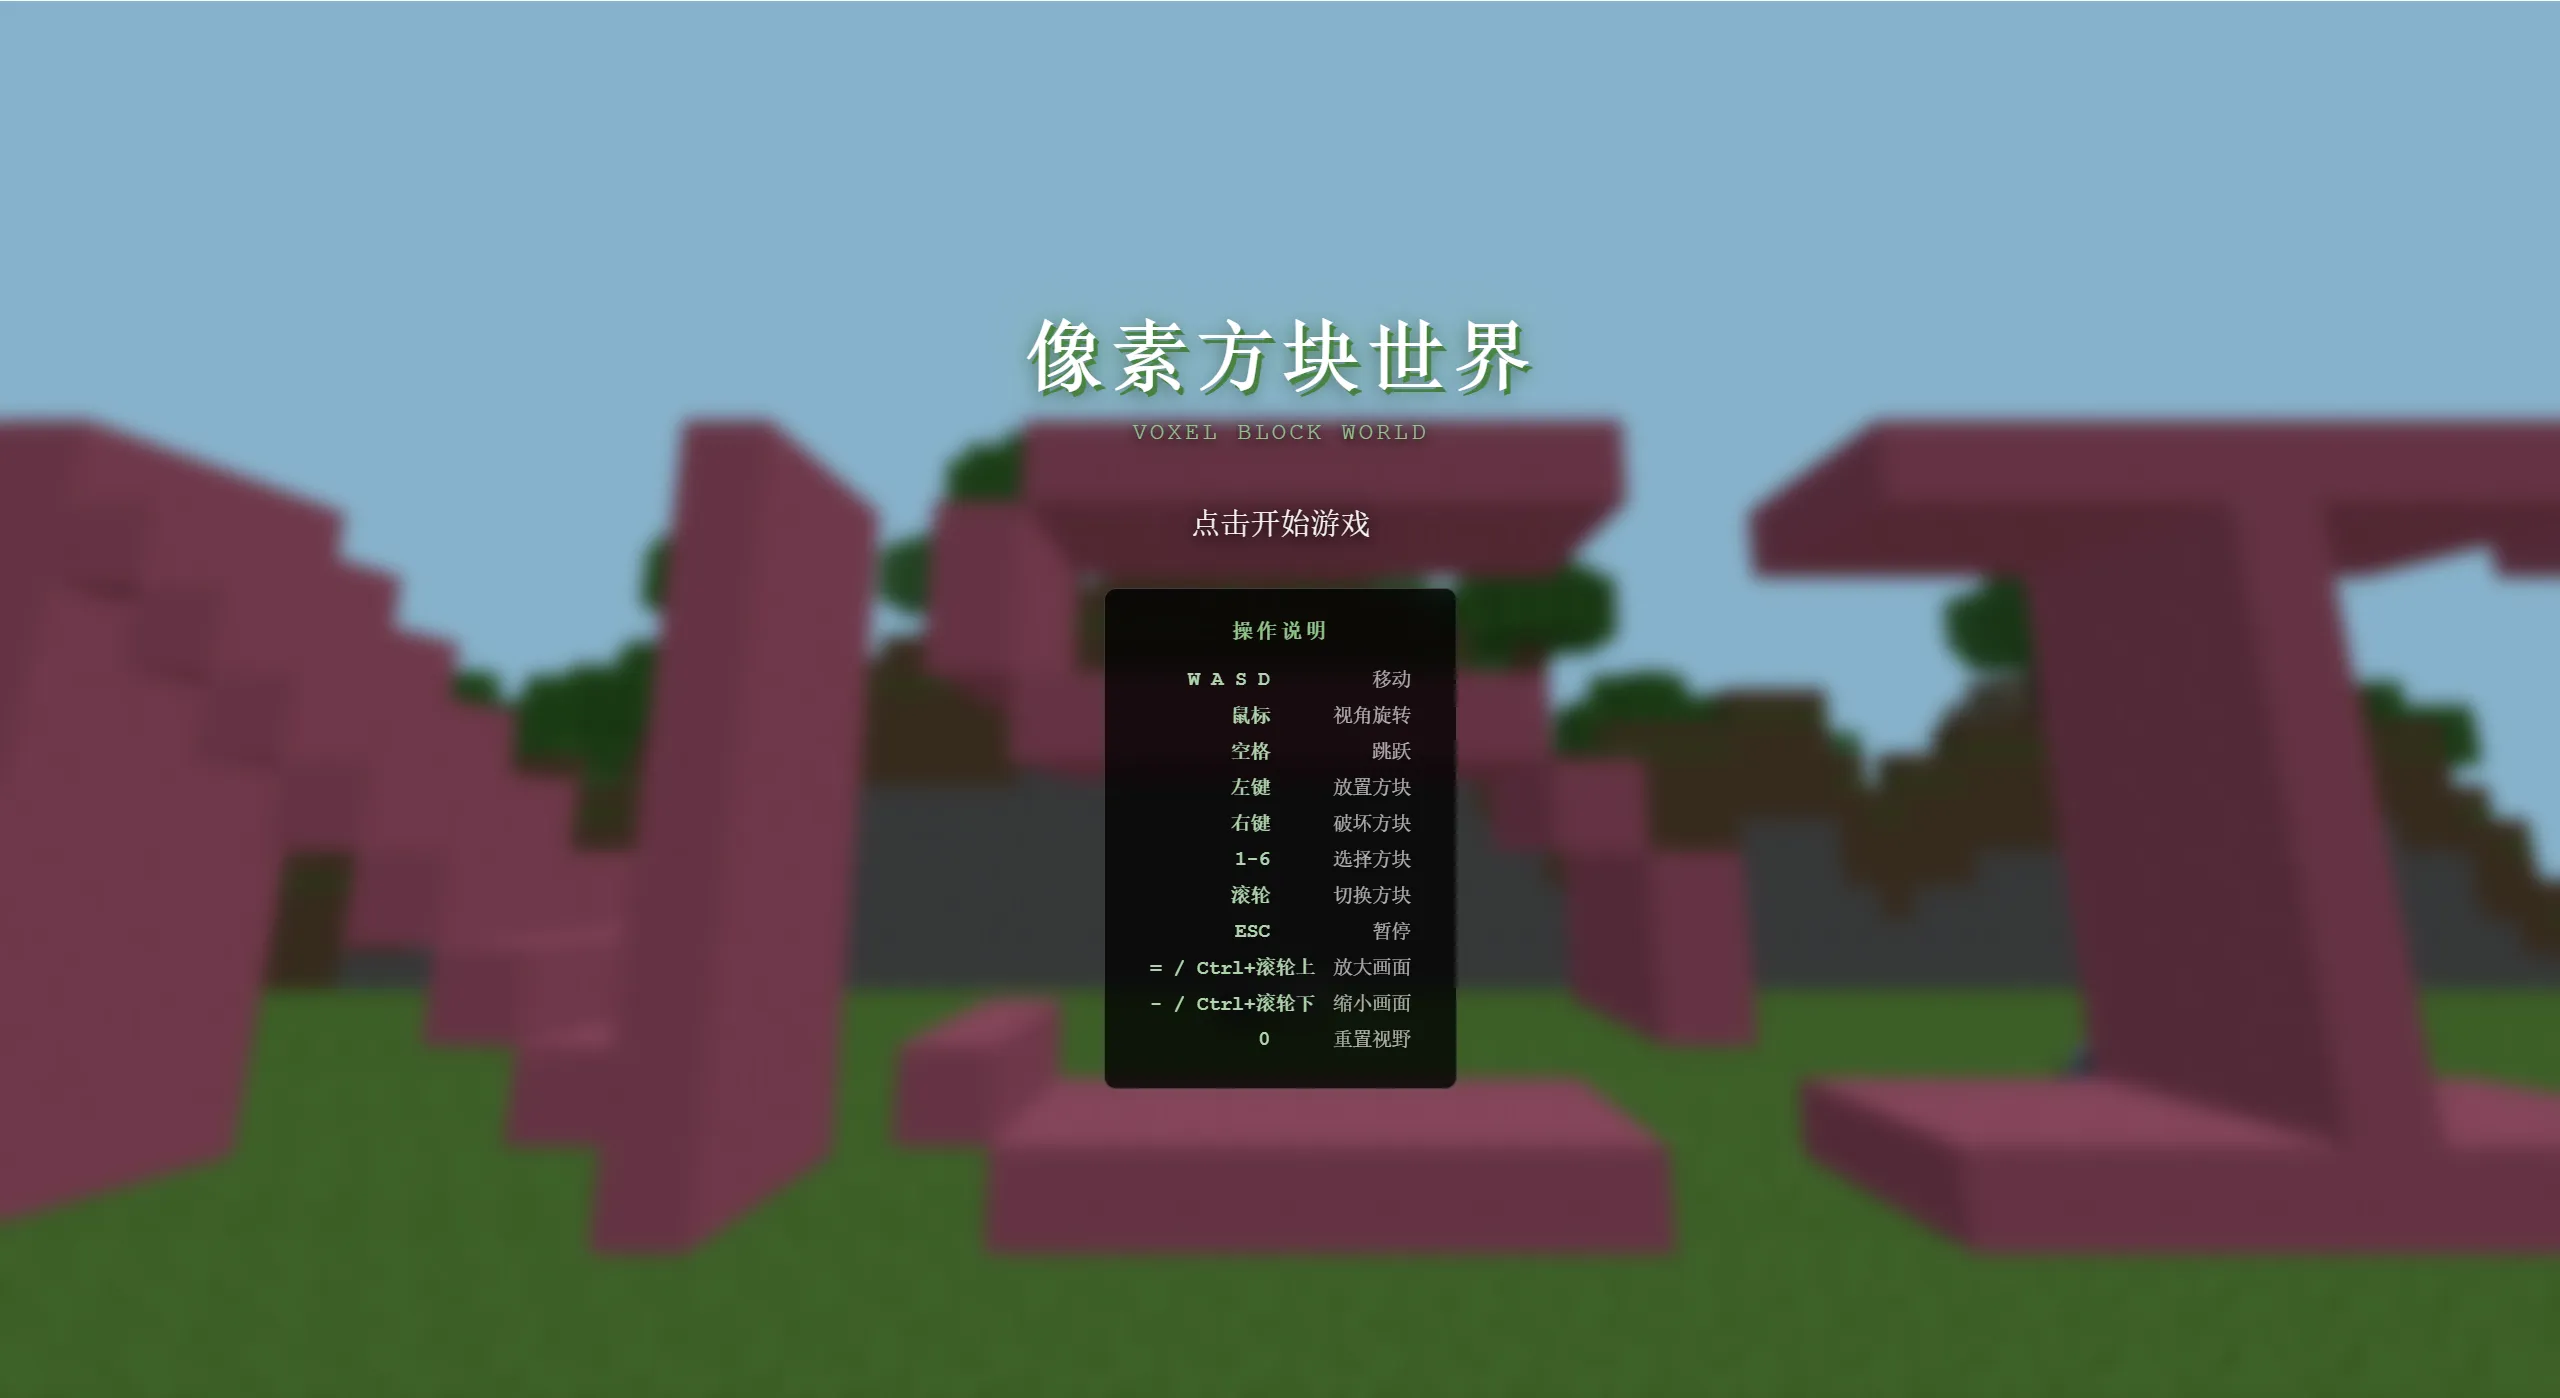 像素方块世界
VOXEL BLOCK WORLD
点击开始游戏
操作说明
W A S D 移动
鼠标 视角旋转
空格 跳跃
左键 放置方块
右键 破坏方块
1-6 选择方块
滚轮 切换方块
ESC 暂停
= / Ctrl+滚轮上 放大画面
- / Ctrl+滚轮下 缩小画面
0 重置视野